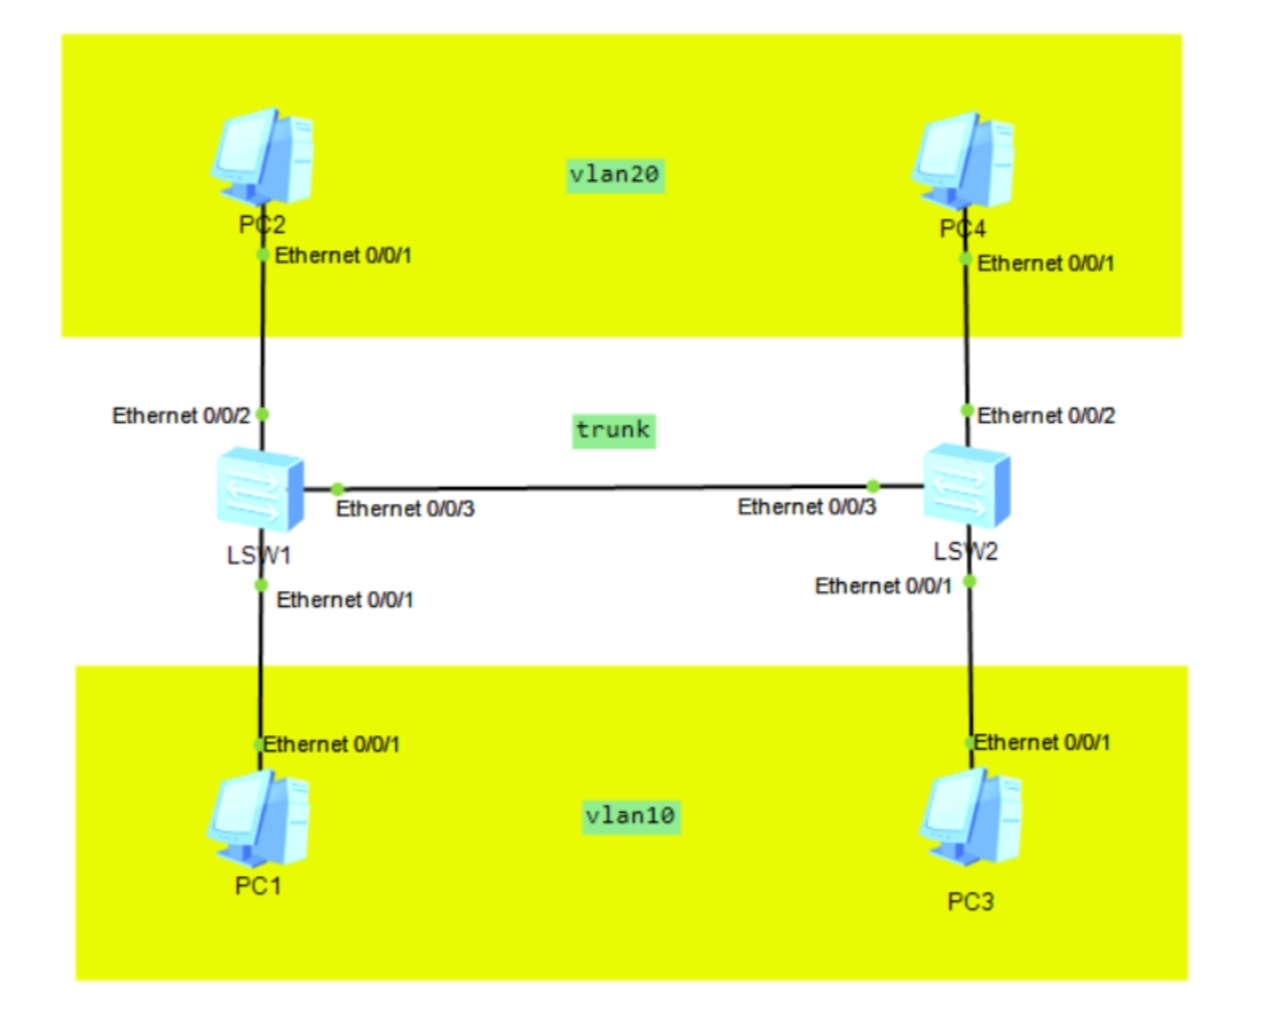 vlan20
PC2
PC4
Ethernet 0/0/1
Ethernet 0/0/1
Ethernet 0/0/2
trunk
Ethernet 0/0/2
Ethernet 0/0/3
Ethernet 0/0/3
LSW1
LSW2
Ethernet 0/0/1
Ethernet 0/0/1
Ethernet 0/0/1
Ethernet 0/0/1
vlan10
PC1
PC3